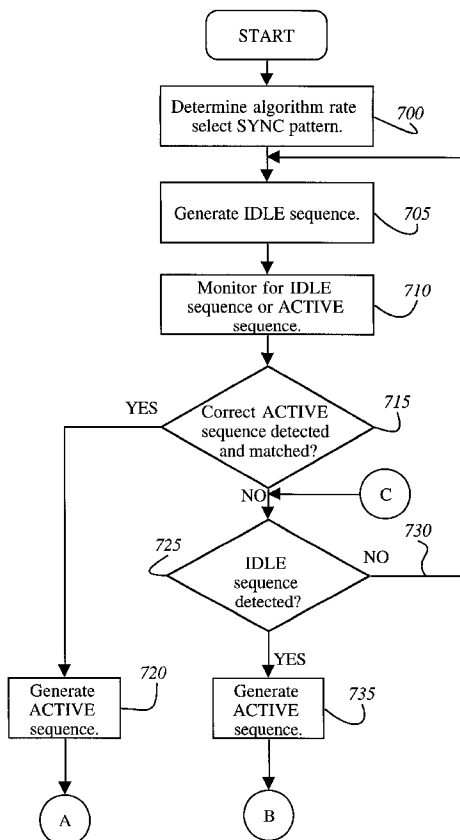 START
Determine algorithm rate
select SYNC pattern.
700
Generate IDLE sequence.
705
Monitor for IDLE
sequence or ACTIVE
sequence.
710
YES
Correct ACTIVE
sequence detected
and matched?
715
NO
C
725
IDLE
sequence
detected?
NO
730
YES
Generate
ACTIVE
sequence.
720
Generate
ACTIVE
sequence.
735
A
B